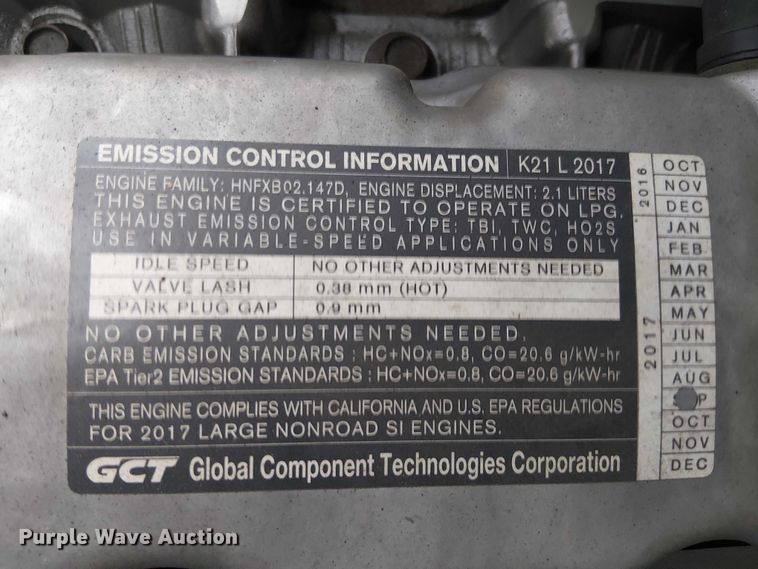 EMISSION CONTROL INFORMATION K21 L 2017
ENGINE FAMILY: HNFXB02.147D, ENGINE DISPLACEMENT: 2.1 LITERS
THIS ENGINE IS CERTIFIED TO OPERATE ON LPG.
EXHAUST EMISSION CONTROL TYPE: TBI, TWC, HO2S
USE IN VARIABLE-SPEED APPLICATIONS ONLY
IDLE SPEED NO OTHER ADJUSTMENTS NEEDED
VALVE LASH 0.38 mm (HOT)
SPARK PLUG GAP 0.9 mm
NO OTHER ADJUSTMENTS NEEDED.
CARB EMISSION STANDARDS : HC+NOx=0.8, CO=20.6 g/kW-hr
EPA Tier2 EMISSION STANDARDS : HC+NOx=0.8, CO=20.6 g/kW-hr
THIS ENGINE COMPLIES WITH CALIFORNIA AND U.S. EPA REGULATIONS
FOR 2017 LARGE NONROAD SI ENGINES.
GCT Global Component Technologies Corporation
2016
OCT
NOV
DEC
2017
JAN
FEB
MAR
APR
MAY
JUN
JUL
AUG
OCT
NOV
DEC
Purple Wave Auction